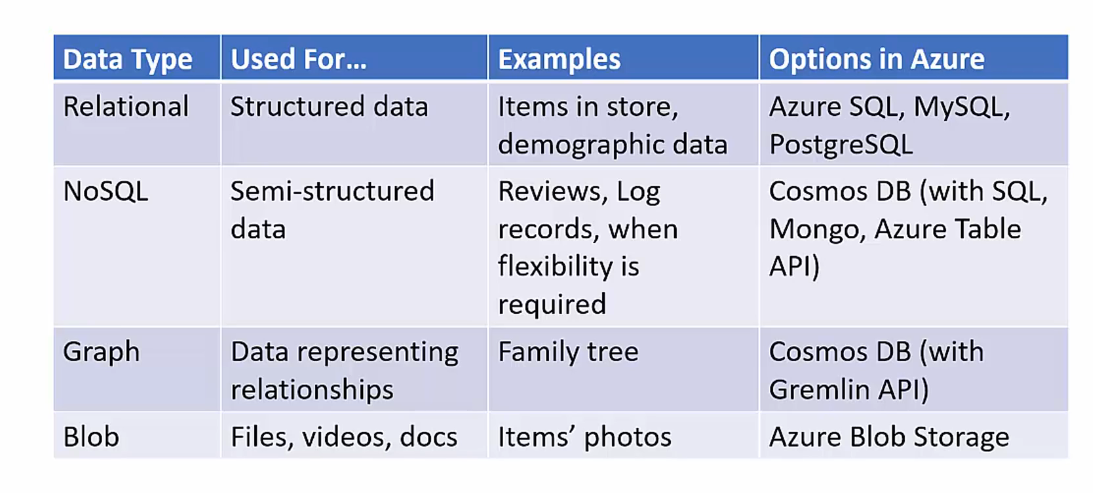 Data Type
Used For…
Examples
Options in Azure
Relational
Structured data
Items in store,
demographic data
Azure SQL, MySQL,
PostgreSQL
NoSQL
Semi-structured
data
Reviews, Log
records, when
flexibility is
required
Cosmos DB (with SQL,
Mongo, Azure Table
API)
Graph
Data representing
relationships
Family tree
Cosmos DB (with
Gremlin API)
Blob
Files, videos, docs
Items’ photos
Azure Blob Storage